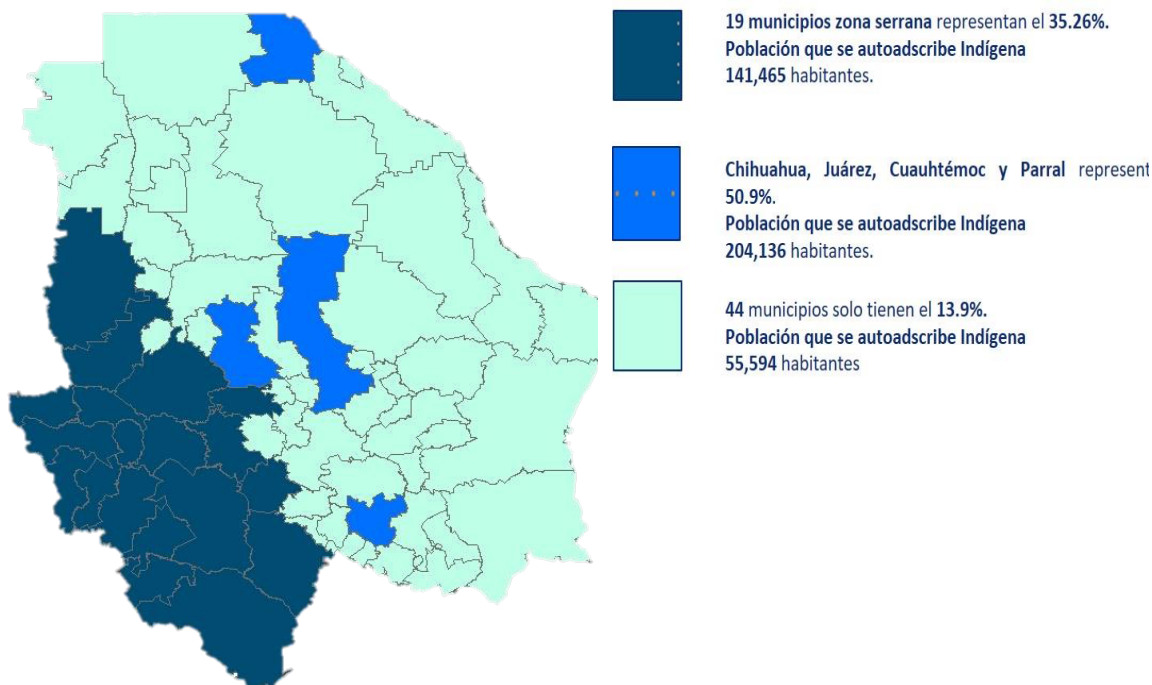 19 municipios zona serrana representan el 35.26%.
Población que se autoadscribe Indígena
141,465 habitantes.
Chihuahua, Juárez, Cuauhtémoc y Parral represent
50.9%.
Población que se autoadscribe Indígena
204,136 habitantes.
44 municipios solo tienen el 13.9%.
Población que se autoadscribe Indígena
55,594 habitantes